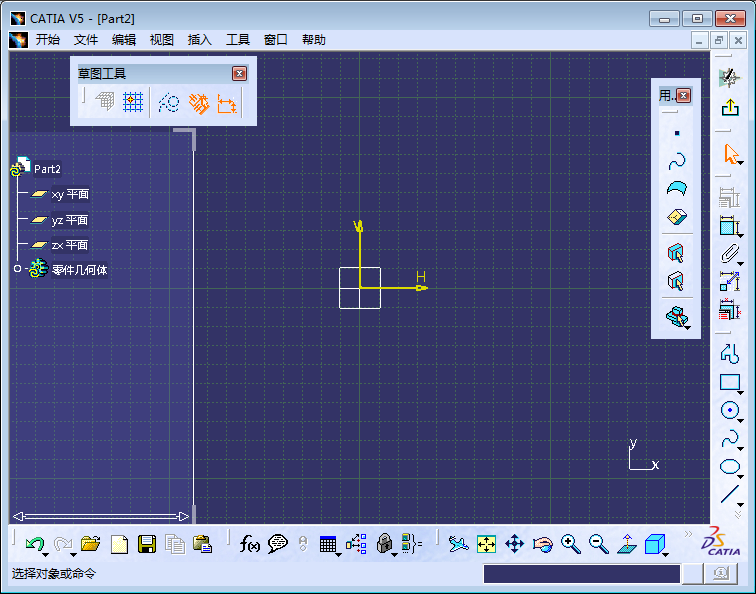 CATIA V5 - [Part2]
开始 文件 编辑 视图 插入 工具 窗口 帮助
草图工具
用..
Part2
xy 平面
yz 平面
zx 平面
零件几何体
V
H
y
x
f(x)
CATIA
选择对象或命令